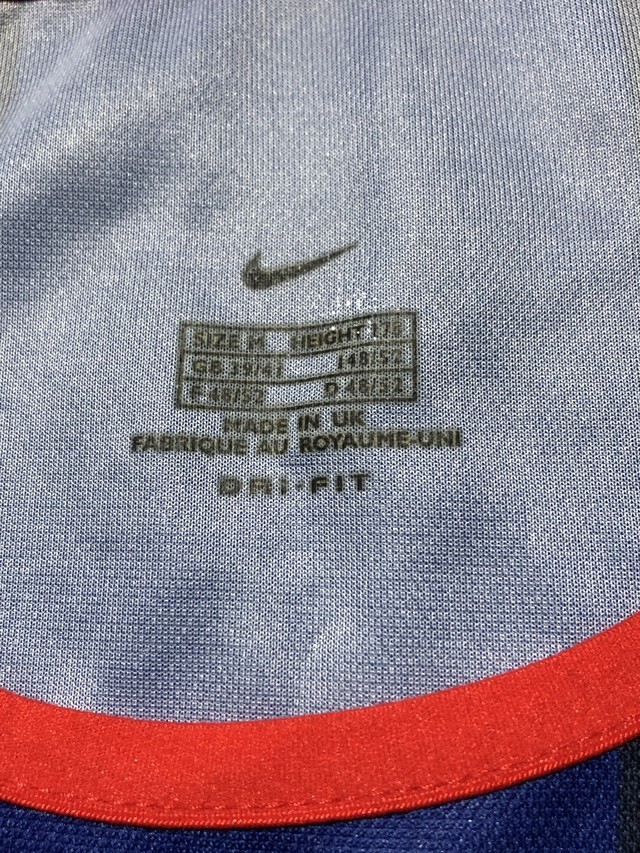 SIZE M HEIGHT 178
GB 39/41 I 48/52
F 48/52 D 48/52
MADE IN UK
FABRIQUE AU ROYAUME-UNI
DRI-FIT